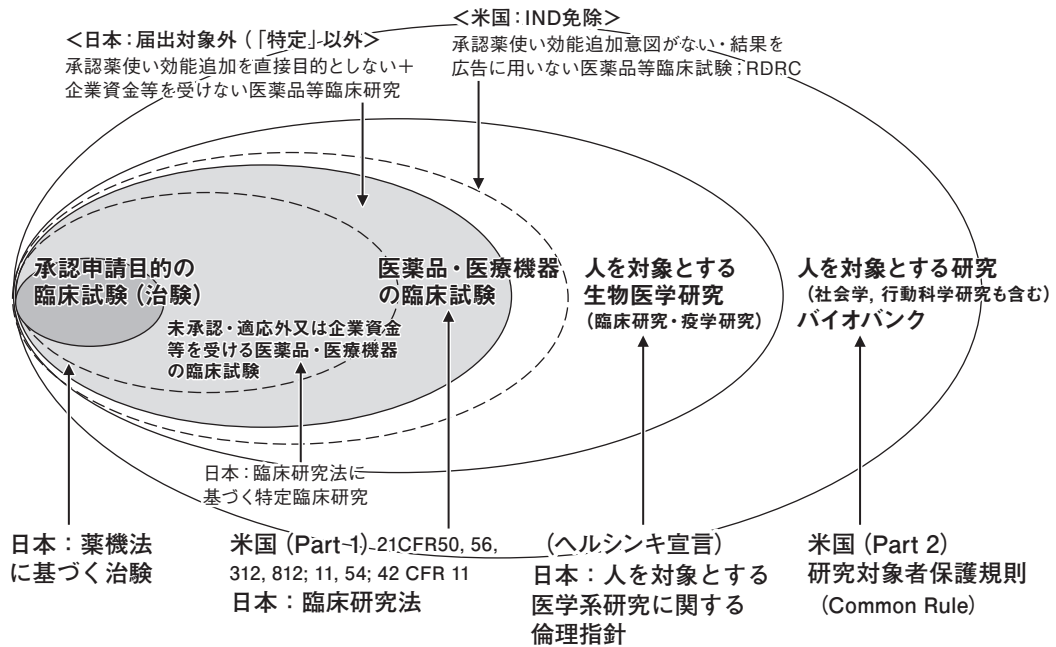 ＜米国：IND免除＞
承認薬使い効能追加意図がない・結果を
広告に用いない医薬品等臨床試験；RDRC
＜日本：届出対象外（「特定」以外＞
承認薬使い効能追加を直接目的としない＋
企業資金等を受けない医薬品等臨床研究
承認申請目的の
臨床試験（治験）
医薬品・医療機器
の臨床試験
人を対象とする
生物医学研究
（臨床研究・疫学研究）
人を対象とする研究
（社会学，行動科学研究も含む）
バイオバンク
未承認・適応外又は企業資金
等を受ける医薬品・医療機器
の臨床試験
日本：臨床研究法に
基づく特定臨床研究
日本：薬機法
に基づく治験
米国（Part 1）21CFR50, 56,
312, 812; 11, 54; 42 CFR 11
日本：臨床研究法
（ヘルシンキ宣言）
日本：人を対象とする
医学系研究に関する
倫理指針
米国（Part 2）
研究対象者保護規則
（Common Rule）